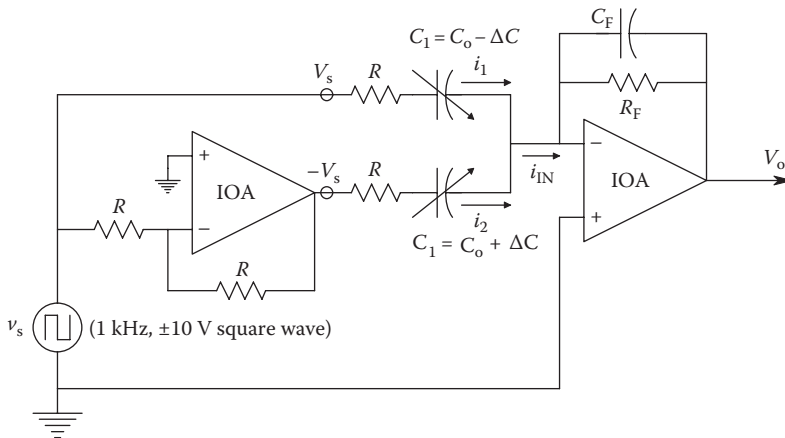 C_F
C_1 = C_o – ΔC
V_s
R
i_1
R_F
–V_s
R
IOA
i_IN
IOA
V_o
R
i_2
C_1 = C_o + ΔC
R
v_s
(1 kHz, ±10 V square wave)
+
–
–
+